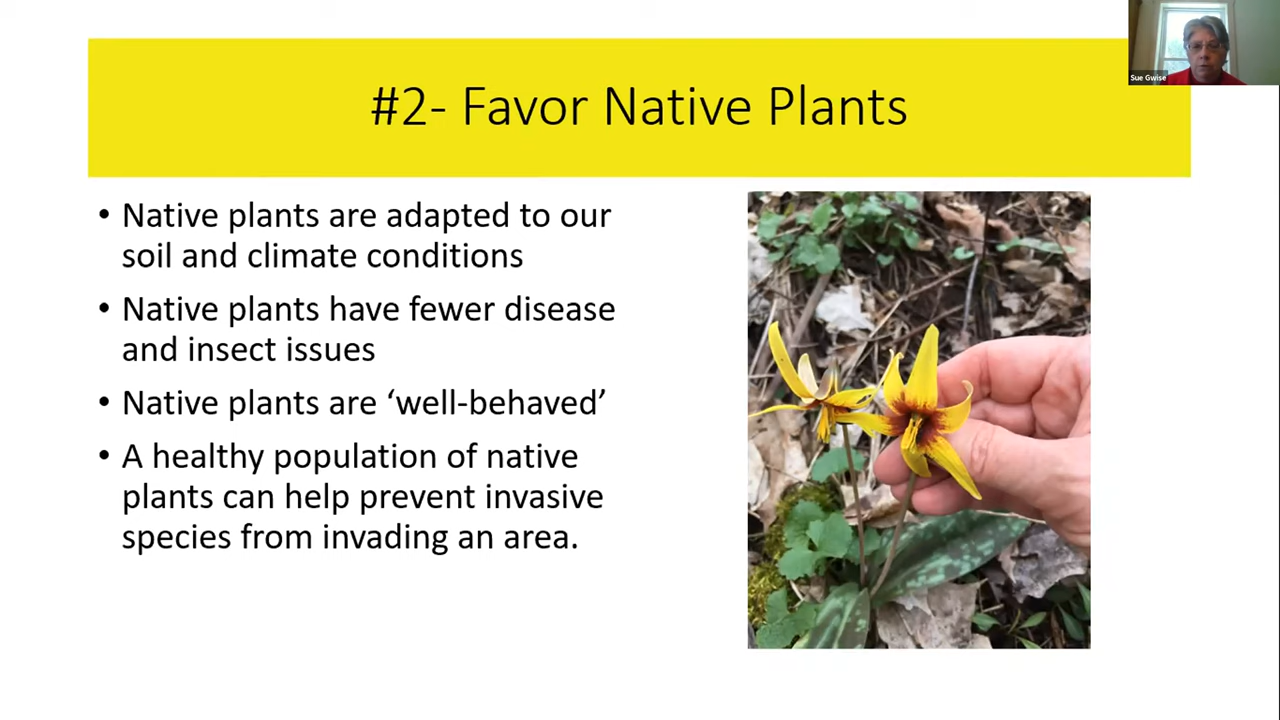 Sue Gwise
#2- Favor Native Plants
• Native plants are adapted to our
soil and climate conditions
• Native plants have fewer disease
and insect issues
• Native plants are ‘well-behaved’
• A healthy population of native
plants can help prevent invasive
species from invading an area.